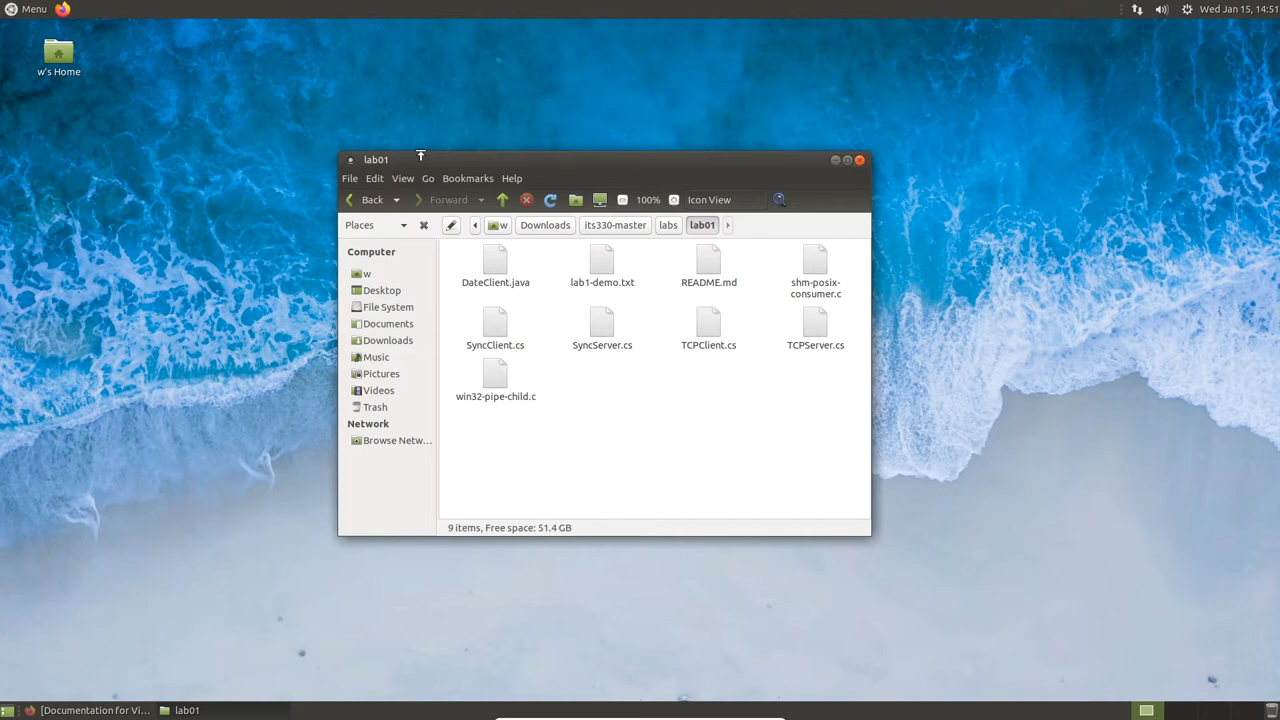 Menu
Wed Jan 15, 14:51
w's Home
lab01
File Edit View Go Bookmarks Help
Back Forward 100% Icon View
Places w Downloads its330-master labs lab01
Computer
w
Desktop
File System
Documents
Downloads
Music
Pictures
Videos
Trash
Network
Browse Netw...
DateClient.java lab1-demo.txt README.md shm-posix-
consumer.c
SyncClient.cs SyncServer.cs TCPClient.cs TCPServer.cs
win32-pipe-child.c
9 items, Free space: 51.4 GB
[Documentation for Vi... lab01